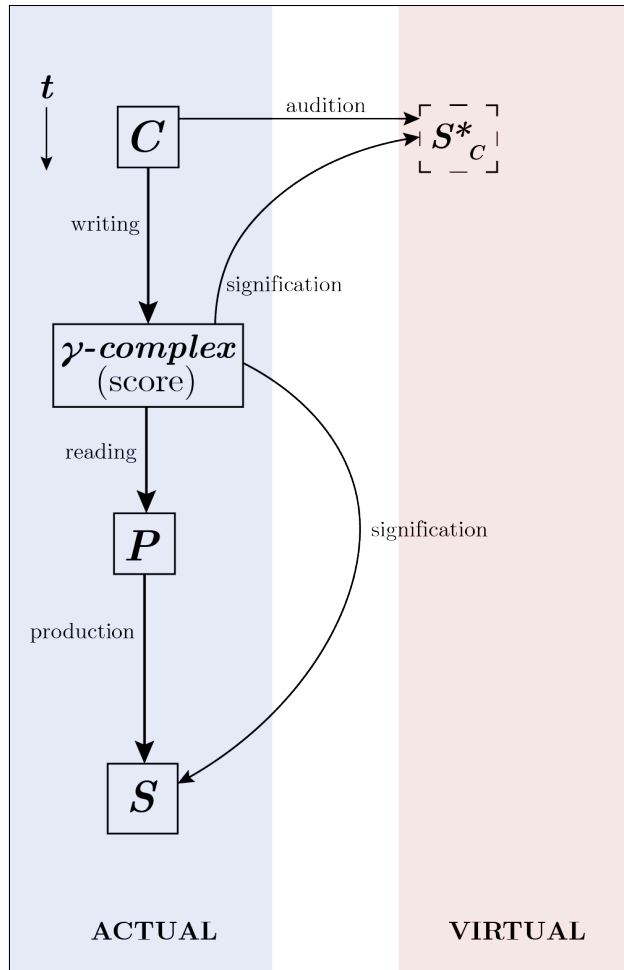 t
C
audition
S*C
writing
signification
γ-complex
(score)
reading
P
signification
production
S
ACTUAL
VIRTUAL